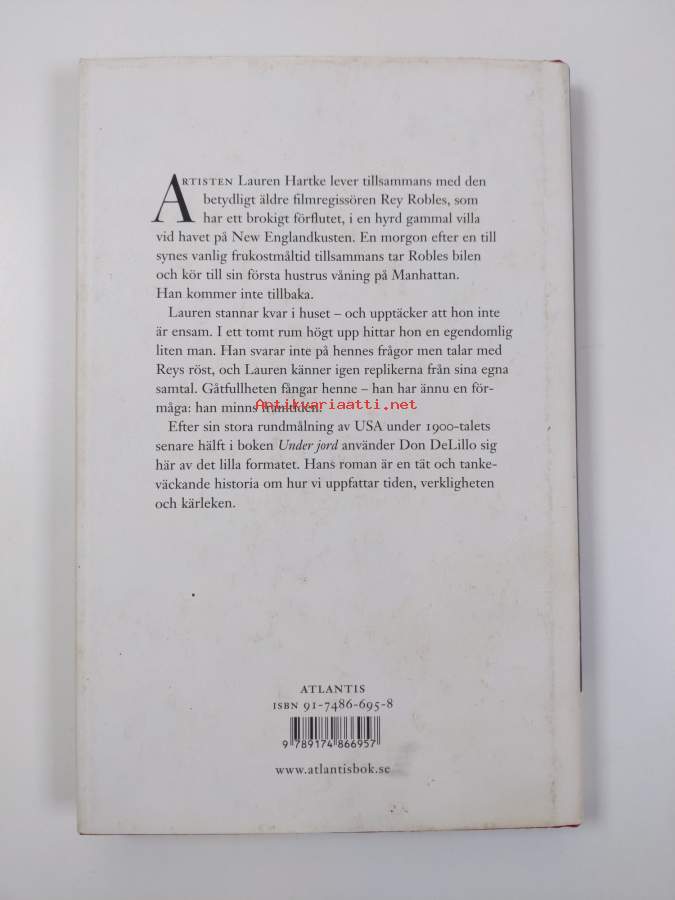 ARTISTEN Lauren Hartke lever tillsammans med den
betydligt äldre filmregissören Rey Robles, som
har ett brokigt förflutet, i en hyrd gammal villa
vid havet på New Englandkusten. En morgon efter en till
synes vanlig frukostmåltid tillsammans tar Robles bilen
och kör till sin första hustrus våning på Manhattan.
Han kommer inte tillbaka.
Lauren stannar kvar i huset – och upptäcker att hon inte
är ensam. I ett tomt rum högt upp hittar hon en egendomlig
liten man. Han svarar inte på hennes frågor men talar med
Reys röst, och Lauren känner igen replikerna från sina egna
samtal. Gåtfullheten fångar henne – han har ännu en för-
måga: han minns framtiden.
Antikvariaatti.net
Efter sin stora rundmålning av USA under 1900-talets
senare hälft i boken Under jord använder Don DeLillo sig
här av det lilla formatet. Hans roman är en tät och tanke-
väckande historia om hur vi uppfattar tiden, verkligheten
och kärleken.
ATLANTIS
ISBN 91-7486-695-8
9 789174 866957
www.atlantisbok.se